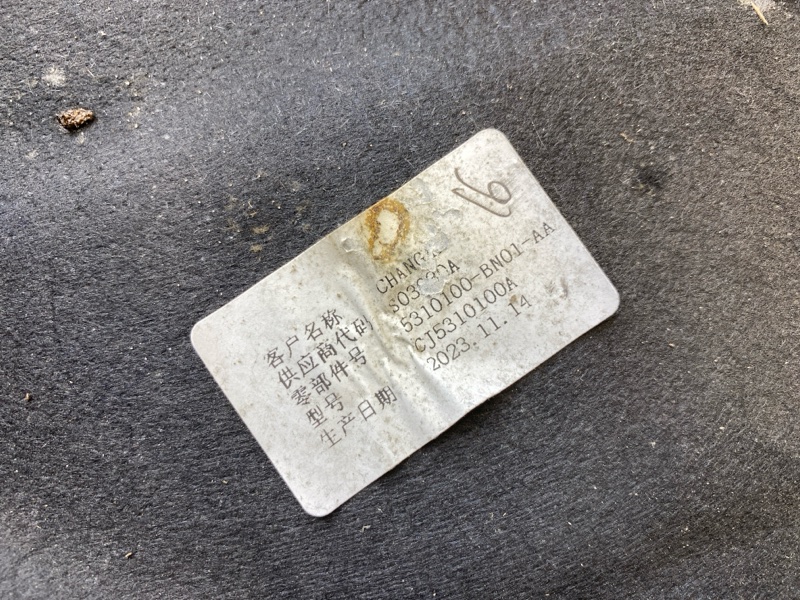 16
客户名称
供应商代码
零部件号 5310100-BN01-AA
型号 CJ5310100A
生产日期 2023.11.14